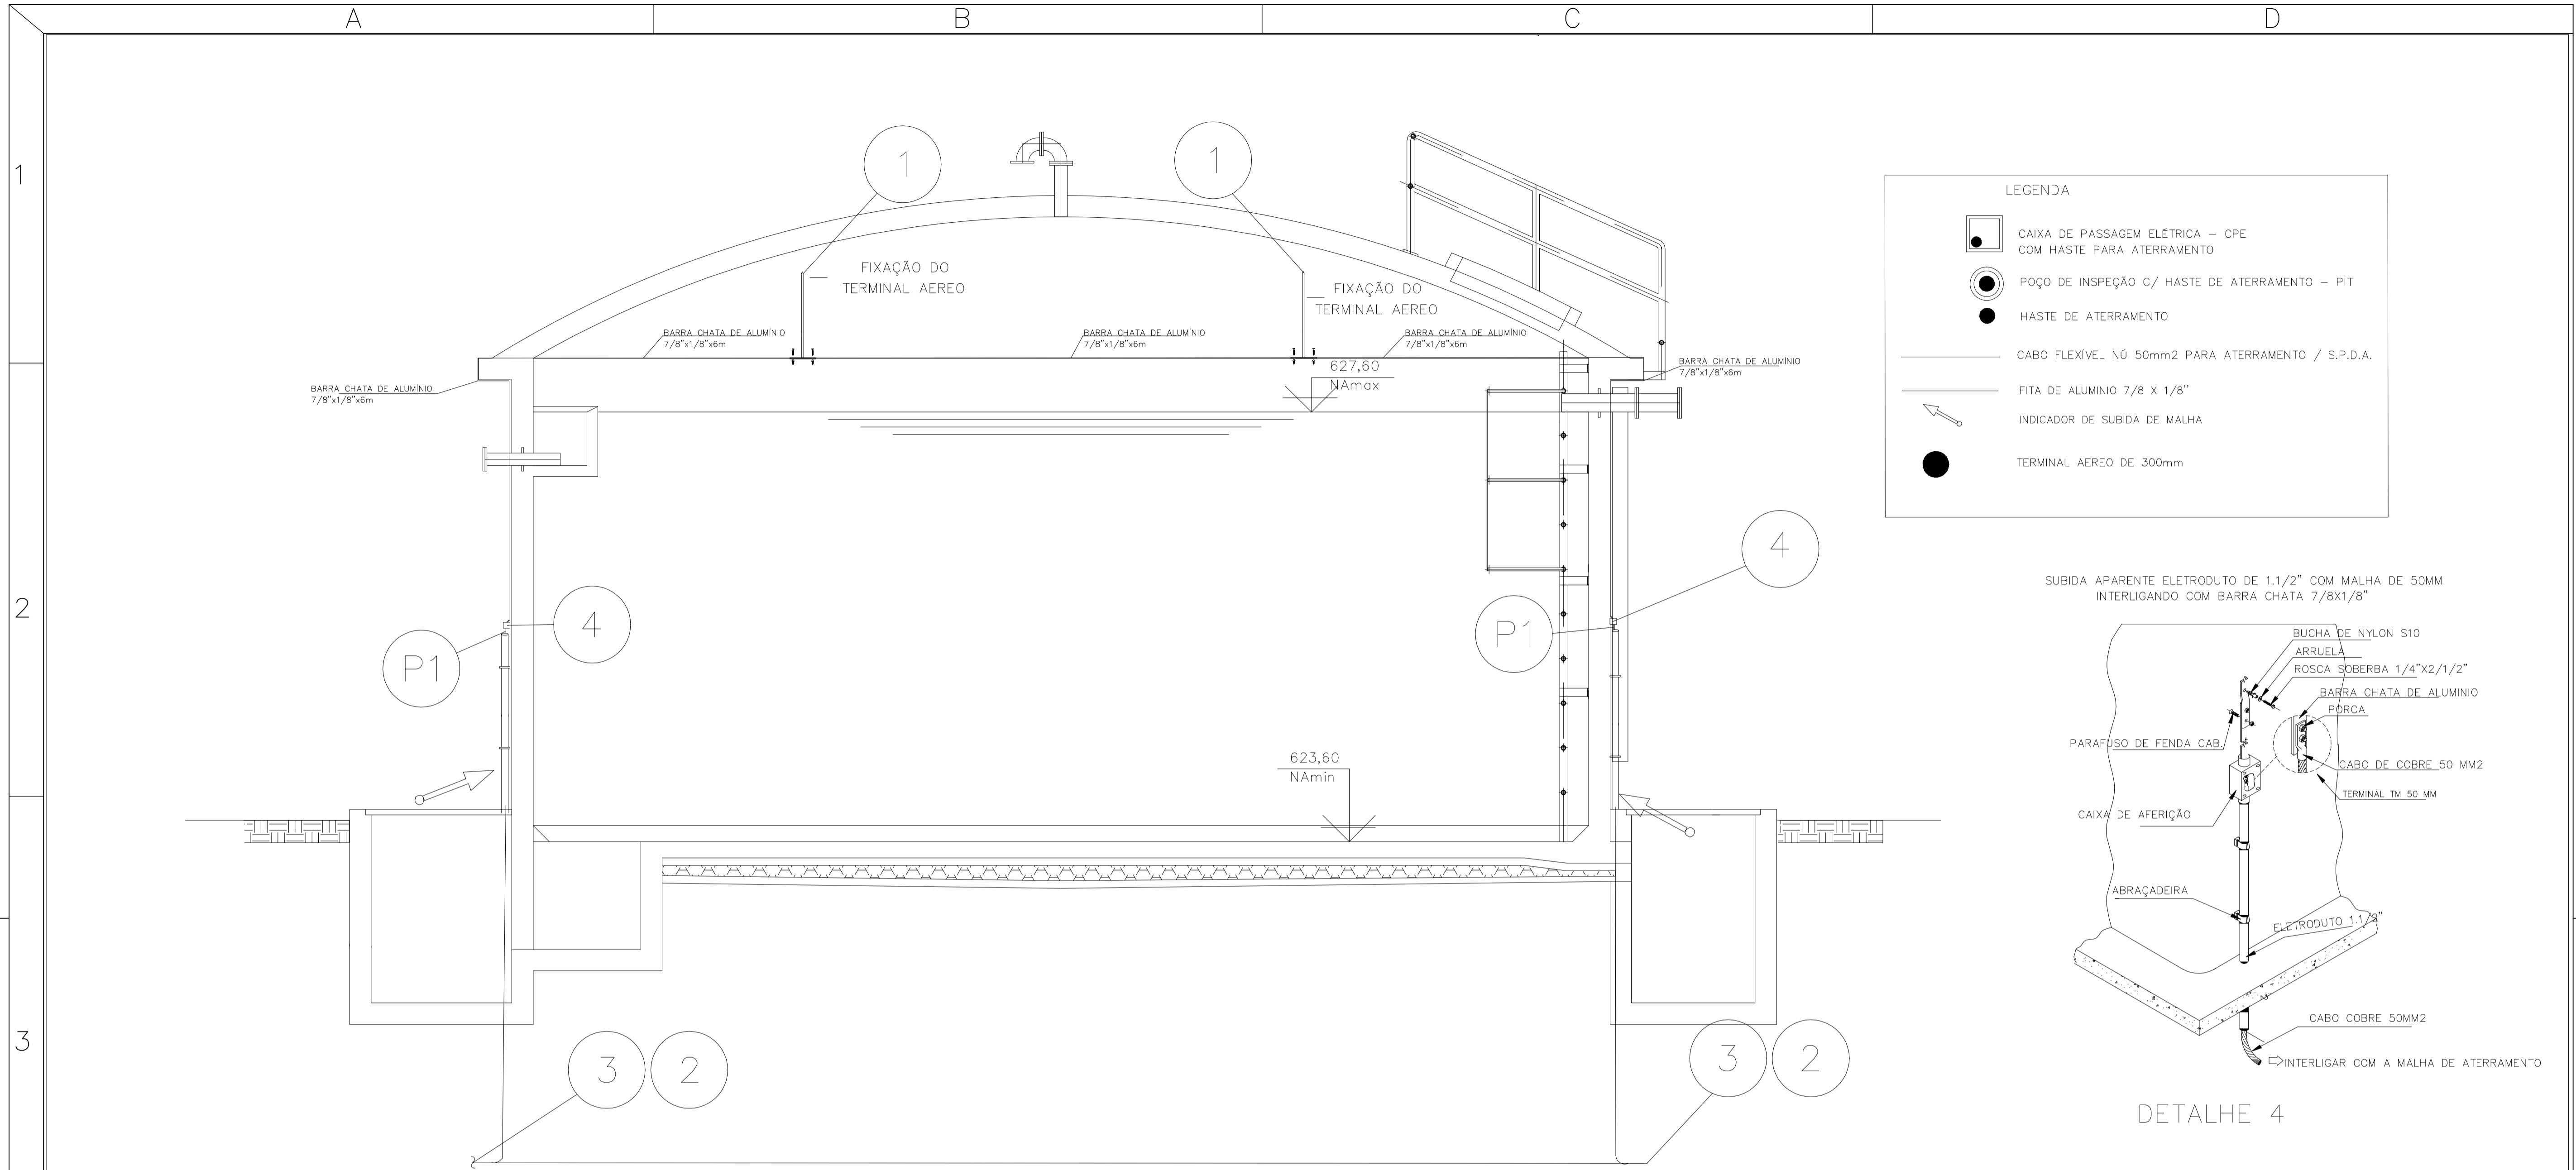 A
B
C
D
1
2
3
1
1
FIXAÇÃO DO
TERMINAL AEREO
FIXAÇÃO DO
TERMINAL AEREO
BARRA CHATA DE ALUMÍNIO
7/8"x1/8"x6m
BARRA CHATA DE ALUMÍNIO
7/8"x1/8"x6m
BARRA CHATA DE ALUMÍNIO
7/8"x1/8"x6m
BARRA CHATA DE ALUMÍNIO
7/8"x1/8"x6m
BARRA CHATA DE ALUMÍNIO
7/8"x1/8"x6m
627,60
NAmax
4
P1
4
P1
623,60
NAmin
3
2
3
2
LEGENDA
CAIXA DE PASSAGEM ELÉTRICA – CPE
COM HASTE PARA ATERRAMENTO
POÇO DE INSPEÇÃO C/ HASTE DE ATERRAMENTO – PIT
HASTE DE ATERRAMENTO
CABO FLEXÍVEL NÚ 50mm2 PARA ATERRAMENTO / S.P.D.A.
FITA DE ALUMINIO 7/8 X 1/8"
INDICADOR DE SUBIDA DE MALHA
TERMINAL AEREO DE 300mm
SUBIDA APARENTE ELETRODUTO DE 1.1/2" COM MALHA DE 50MM
INTERLIGANDO COM BARRA CHATA 7/8X1/8"
BUCHA DE NYLON S10
ARRUELA
ROSCA SOBERBA 1/4"X2/1/2"
BARRA CHATA DE ALUMINIO
PORCA
PARAFUSO DE FENDA CAB.
CABO DE COBRE 50 MM2
TERMINAL TM 50 MM
CAIXA DE AFERIÇÃO
ABRAÇADEIRA
ELETRODUTO 1.1/2"
CABO COBRE 50MM2
INTERLIGAR COM A MALHA DE ATERRAMENTO
DETALHE 4